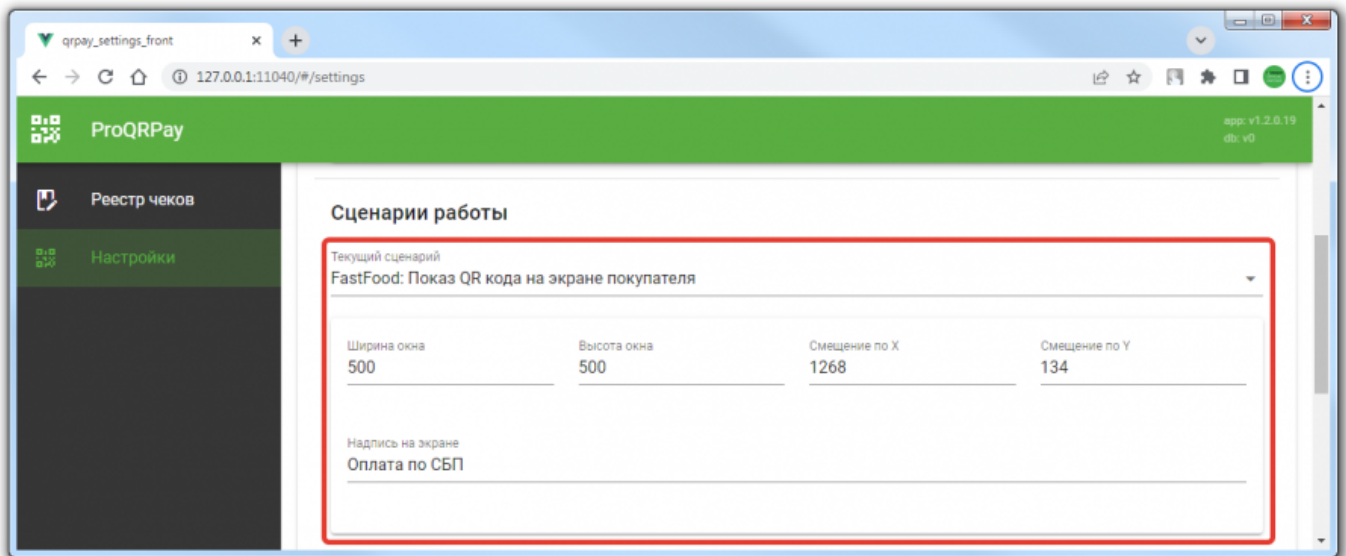 qrpay_settings_front
127.0.0.1:11040/#/settings
ProQRPay
app: v1.2.0.19
db: v0
Реестр чеков
Настройки
Сценарии работы
Текущий сценарий
FastFood: Показ QR кода на экране покупателя
Ширина окна Высота окна Смещение по X Смещение по Y
500 500 1268 134
Надпись на экране
Оплата по СБП